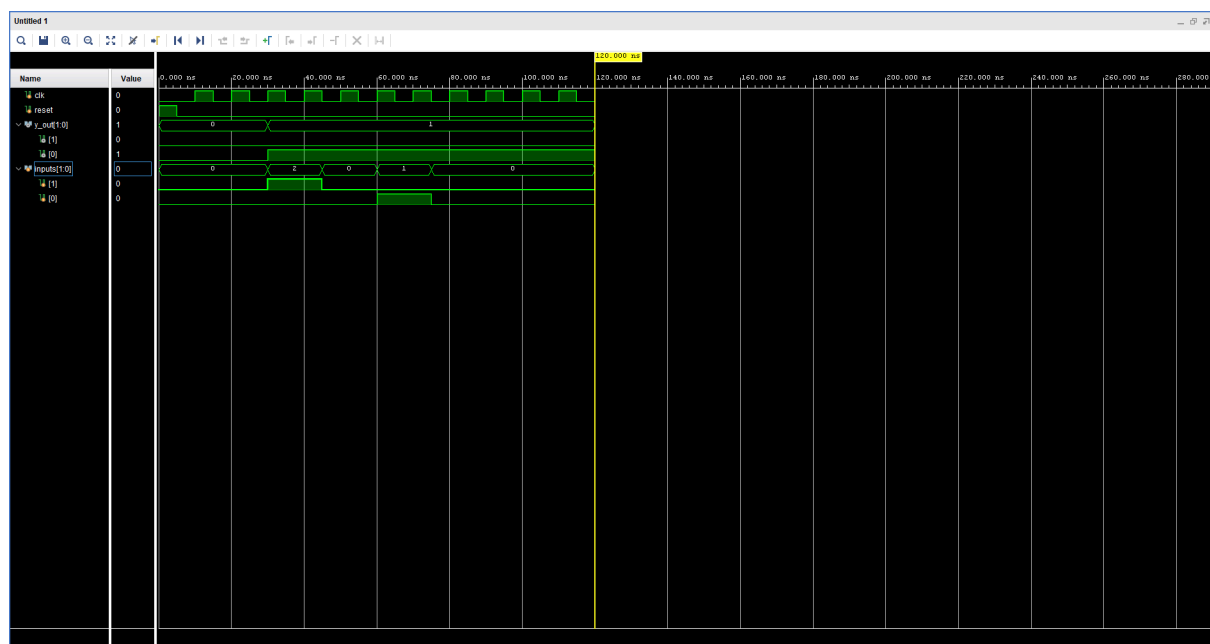 Untitled 1
120.000 ns
Name Value 0.000 ns 20.000 ns 40.000 ns 60.000 ns 80.000 ns 100.000 ns 120.000 ns 140.000 ns 160.000 ns 180.000 ns 200.000 ns 220.000 ns 240.000 ns 260.000 ns 280.000
clk 0
reset 0
y_out[1:0] 1 0 1
[1] 0
[0] 1
inputs[1:0] 0 0 2 0 1 0
[1] 0
[0] 0